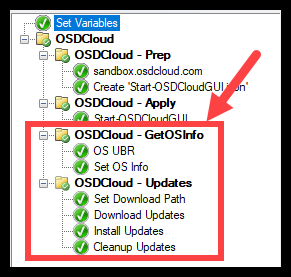 Set Variables
OSDCloud
OSDCloud - Prep
sandbox.osdcloud.com
Create 'Start-OSDCloudGUI.json'
OSDCloud - Apply
Start-OSDCloudGUI
OSDCloud - GetOSInfo
OS UBR
Set OS Info
OSDCloud - Updates
Set Download Path
Download Updates
Install Updates
Cleanup Updates